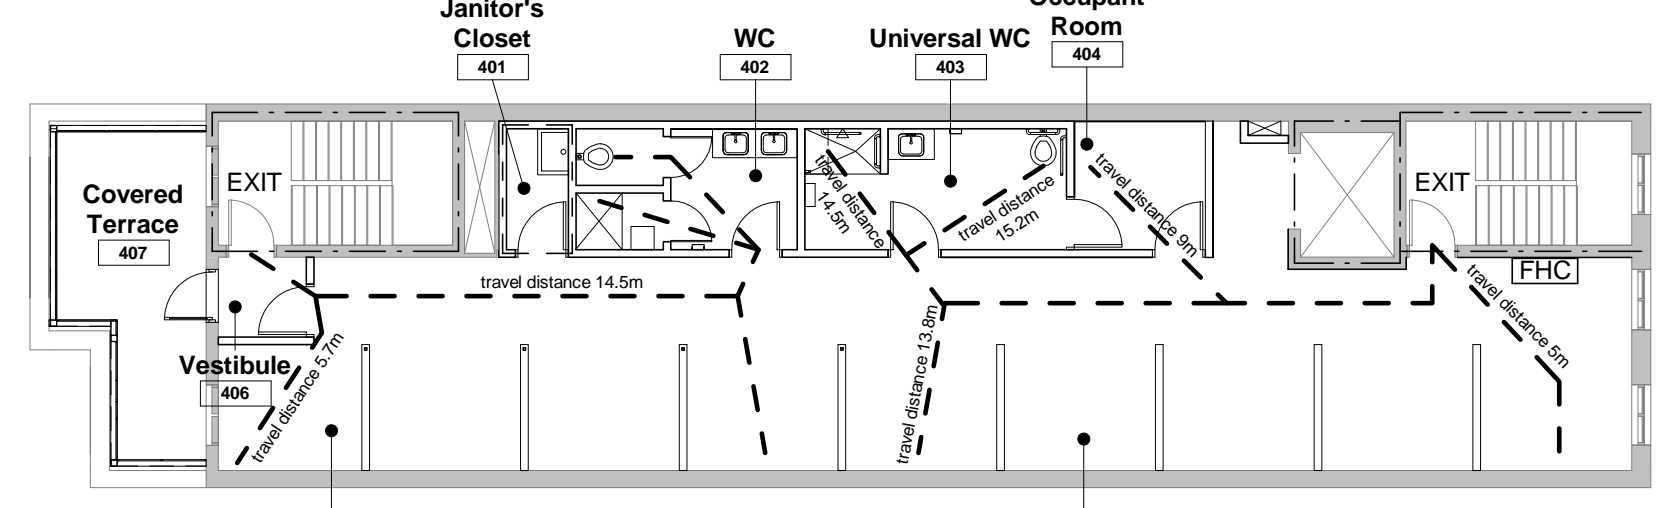 Janitor's
Closet
401
WC
402
Universal WC
403
Occupant
Room
404
EXIT
Covered
Terrace
407
travel distance
14.5m
travel distance
15.2m
travel distance 9m
EXIT
FHC
travel distance 14.5m
travel distance 5m
travel distance 13.8m
travel distance 5.7m
Vestibule
406